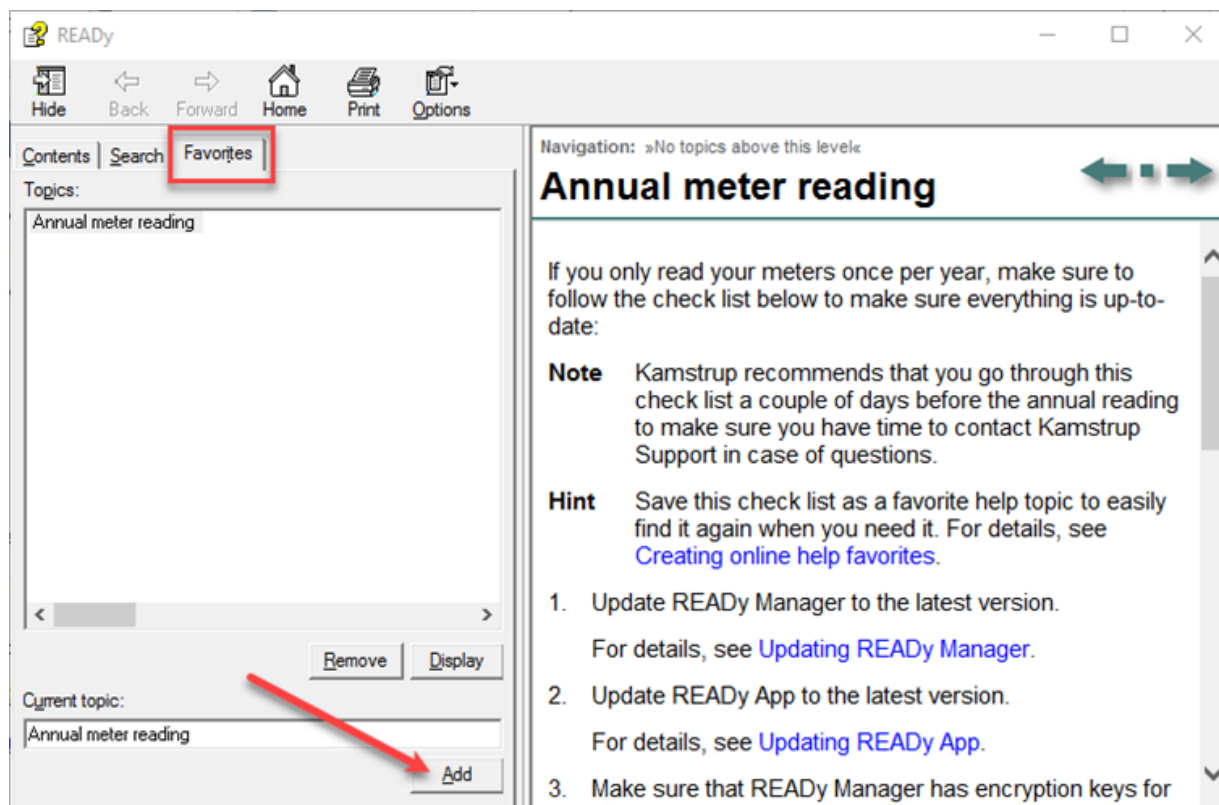 READy
Hide Back Forward Home Print Options
Contents Search Favorites
Topics:
Annual meter reading
Remove Display
Current topic:
Annual meter reading
Add
Navigation: »No topics above this level«
Annual meter reading
If you only read your meters once per year, make sure to
follow the check list below to make sure everything is up-to-
date:
Note Kamstrup recommends that you go through this
check list a couple of days before the annual reading
to make sure you have time to contact Kamstrup
Support in case of questions.
Hint Save this check list as a favorite help topic to easily
find it again when you need it. For details, see
Creating online help favorites.
1. Update READy Manager to the latest version.
For details, see Updating READy Manager.
2. Update READy App to the latest version.
For details, see Updating READy App.
3. Make sure that READy Manager has encryption keys for